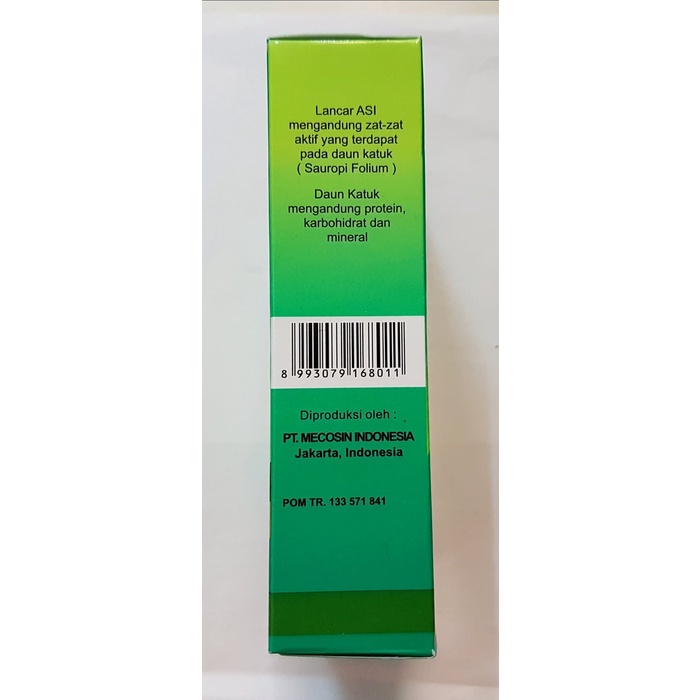 Lancar ASI
mengandung zat-zat
aktif yang terdapat
pada daun katuk
( Sauropi Folium )
Daun Katuk
mengandung protein,
karbohidrat dan
mineral
8 993079 168011
Diproduksi oleh :
PT. MECOSIN INDONESIA
Jakarta, Indonesia
POM TR. 133 571 841